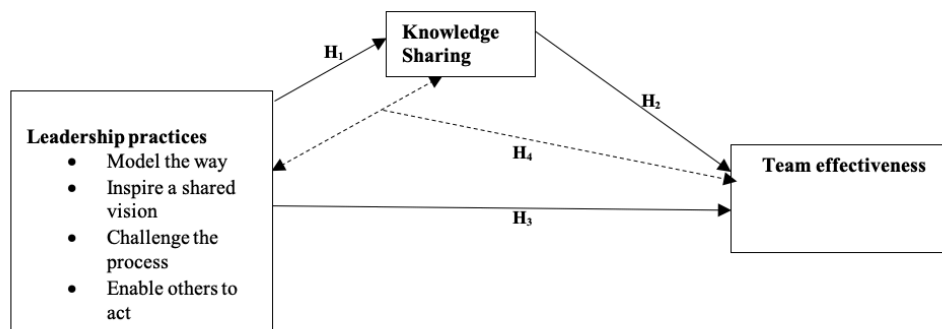 Knowledge
Sharing
H₁
H₂
Leadership practices
• Model the way
• Inspire a shared
vision
• Challenge the
process
• Enable others to
act
H₄
H₃
Team effectiveness